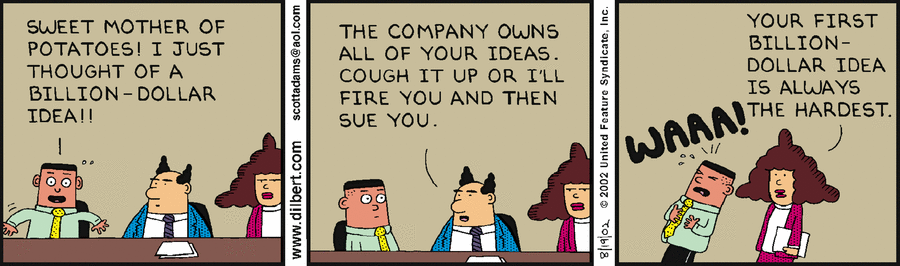 SWEET MOTHER OF
POTATOES! I JUST
THOUGHT OF A
BILLION-DOLLAR
IDEA!!
www.dilbert.com scottadams@aol.com
THE COMPANY OWNS
ALL OF YOUR IDEAS.
COUGH IT UP OR I'LL
FIRE YOU AND THEN
SUE YOU.
8/19/02 © 2002 United Feature Syndicate, Inc.
WAAA!
YOUR FIRST
BILLION-
DOLLAR IDEA
IS ALWAYS
THE HARDEST.